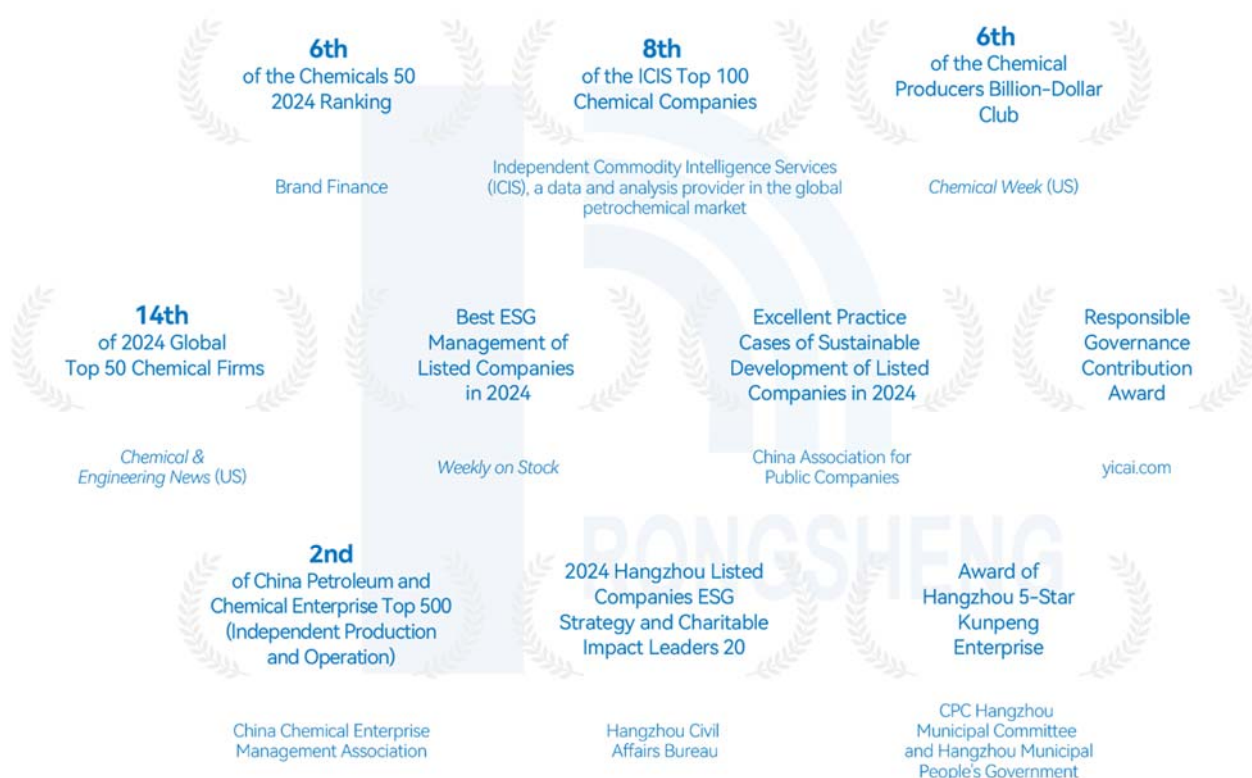 6th
of the Chemicals 50
2024 Ranking
Brand Finance
8th
of the ICIS Top 100
Chemical Companies
Independent Commodity Intelligence Services
(ICIS), a data and analysis provider in the global
petrochemical market
6th
of the Chemical
Producers Billion-Dollar
Club
Chemical Week (US)
14th
of 2024 Global
Top 50 Chemical Firms
Chemical &
Engineering News (US)
Best ESG
Management of
Listed Companies
in 2024
Weekly on Stock
Excellent Practice
Cases of Sustainable
Development of Listed
Companies in 2024
China Association for
Public Companies
Responsible
Governance
Contribution
Award
yicai.com
RONGSHENG
2nd
of China Petroleum and
Chemical Enterprise Top 500
(Independent Production
and Operation)
China Chemical Enterprise
Management Association
2024 Hangzhou Listed
Companies ESG
Strategy and Charitable
Impact Leaders 20
Hangzhou Civil
Affairs Bureau
Award of
Hangzhou 5-Star
Kunpeng
Enterprise
CPC Hangzhou
Municipal Committee
and Hangzhou Municipal
People's Government